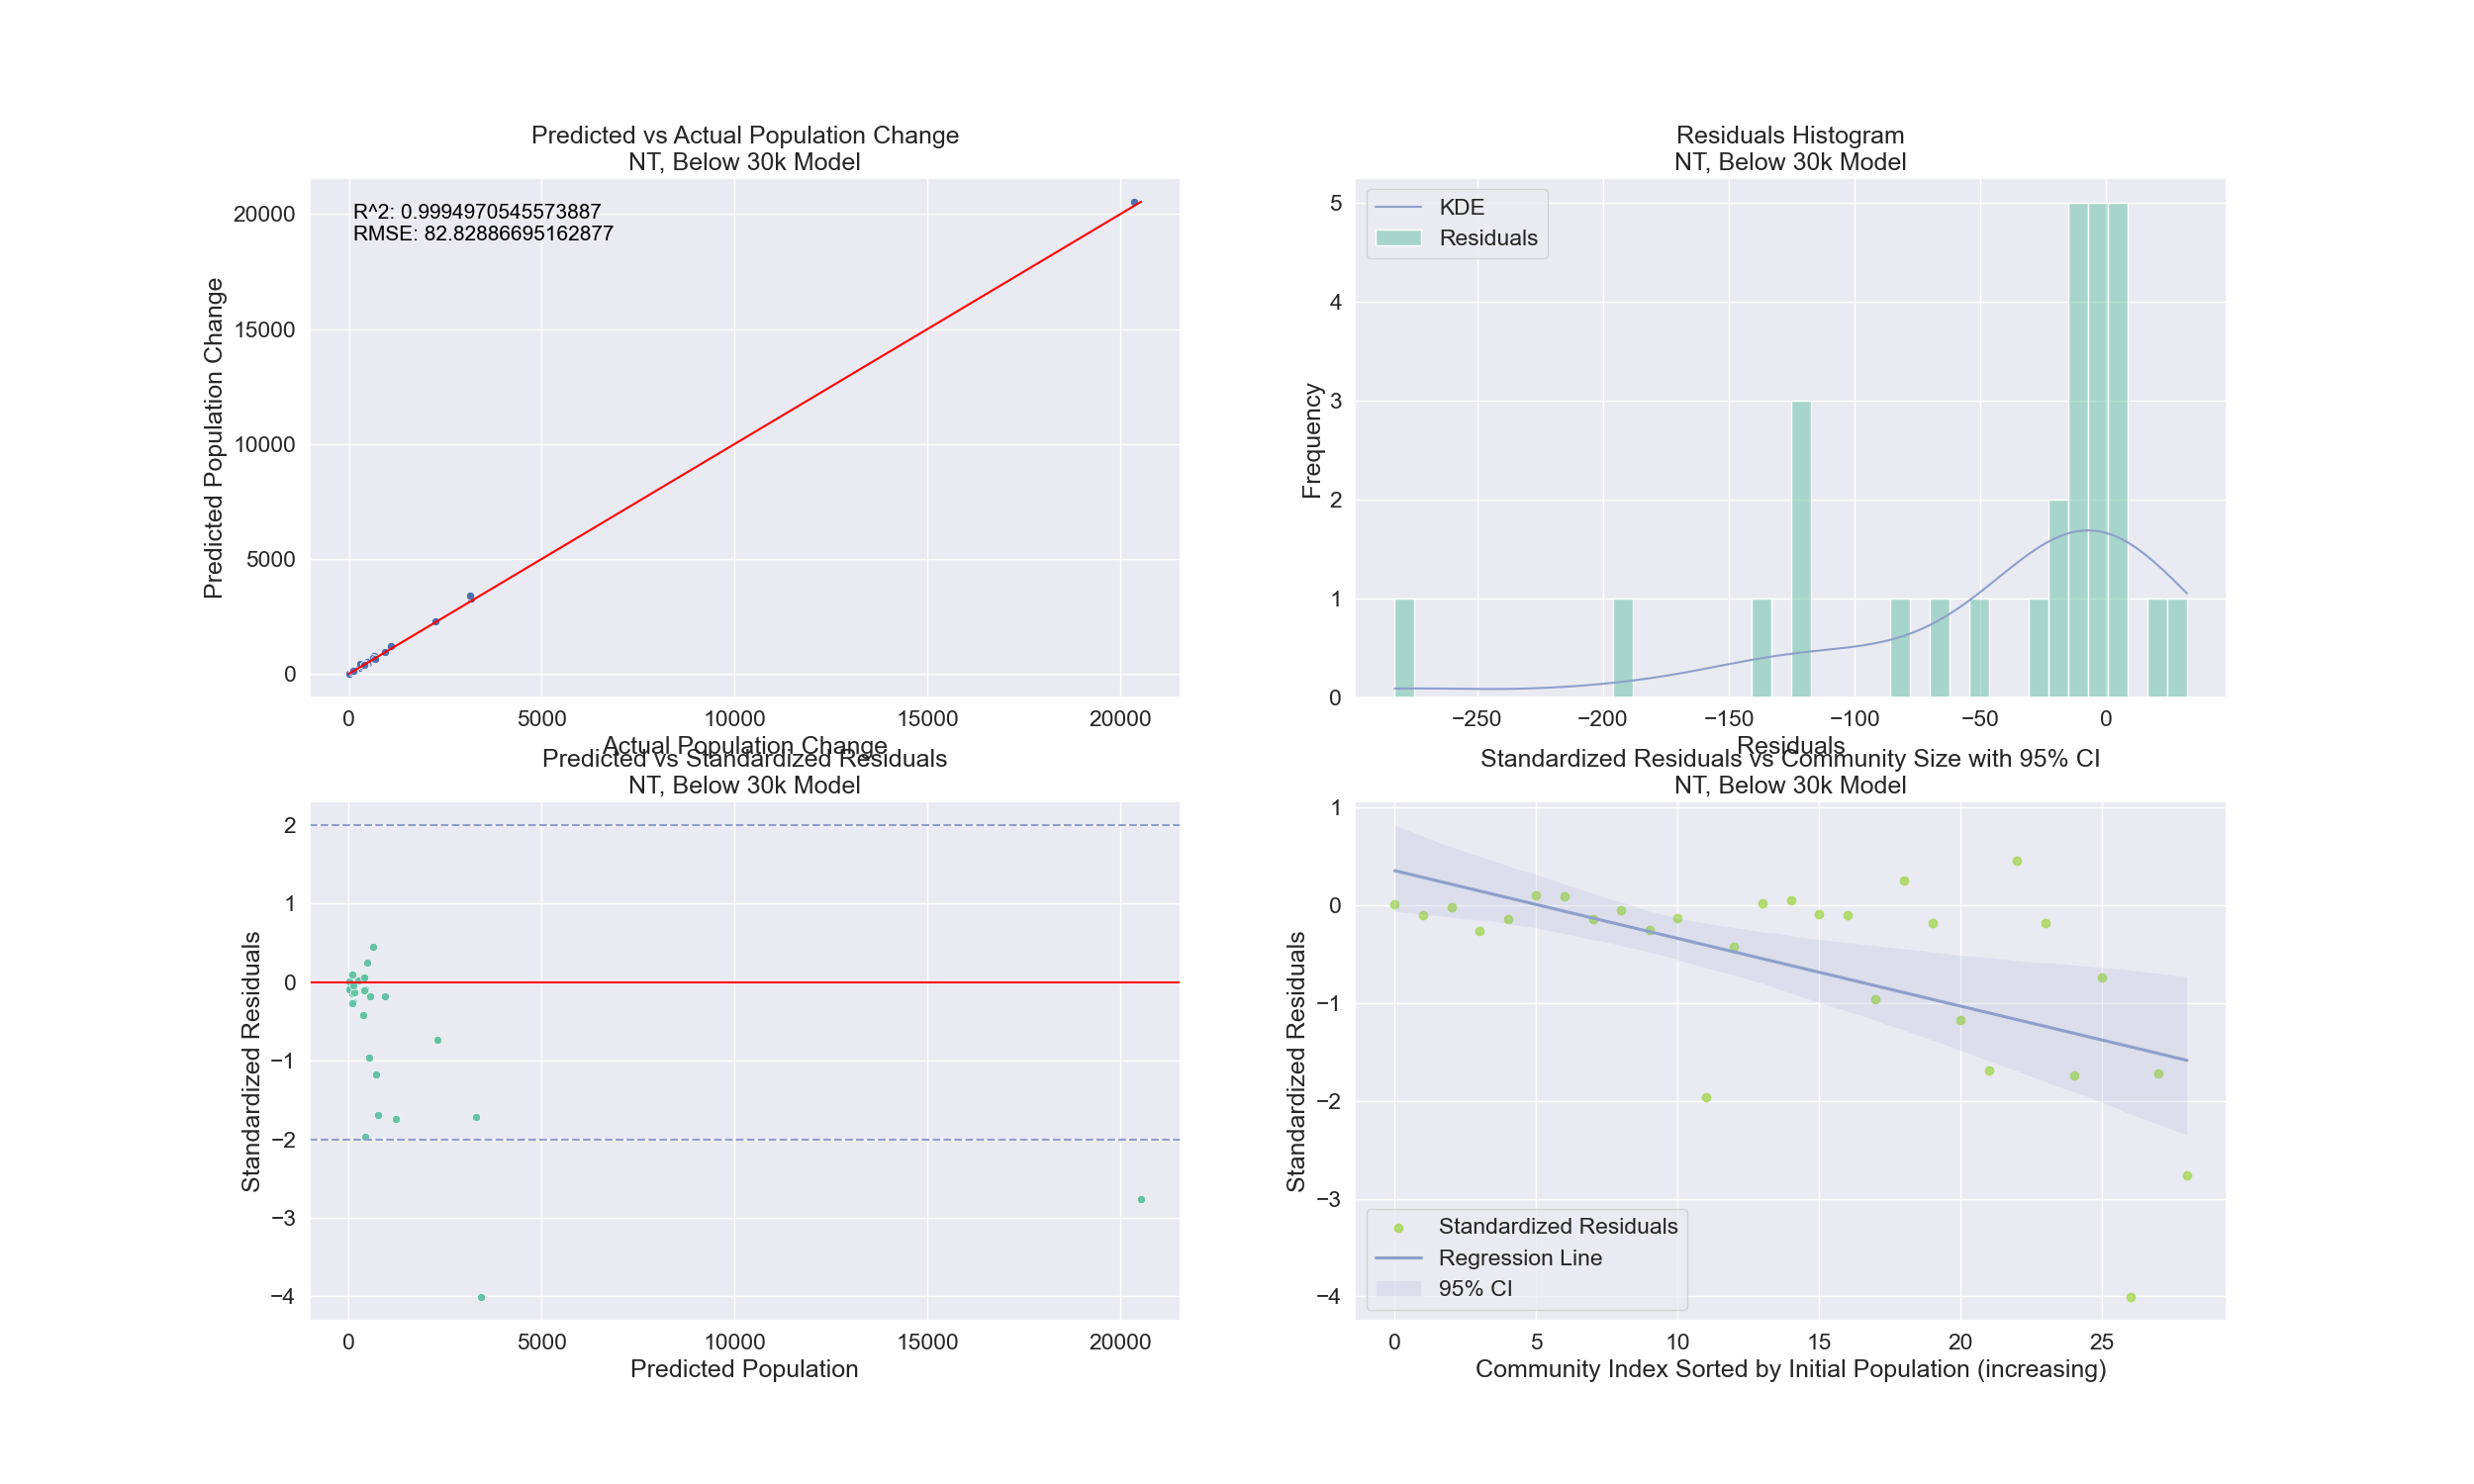 Predicted vs Actual Population Change
NT, Below 30k Model
R^2: 0.9994970545573887
RMSE: 82.82886695162877
Predicted Population Change
20000
15000
10000
5000
0
0
5000
10000
15000
20000
Actual Population Change
Residuals Histogram
NT, Below 30k Model
KDE
Residuals
Frequency
5
4
3
2
1
0
−250
−200
−150
−100
−50
0
Residuals
Predicted vs Standardized Residuals
NT, Below 30k Model
Standardized Residuals
2
1
0
−1
−2
−3
−4
0
5000
10000
15000
20000
Predicted Population
Standardized Residuals vs Community Size with 95% CI
NT, Below 30k Model
Standardized Residuals
1
0
−1
−2
−3
−4
Standardized Residuals
Regression Line
95% CI
0
5
10
15
20
25
Community Index Sorted by Initial Population (increasing)